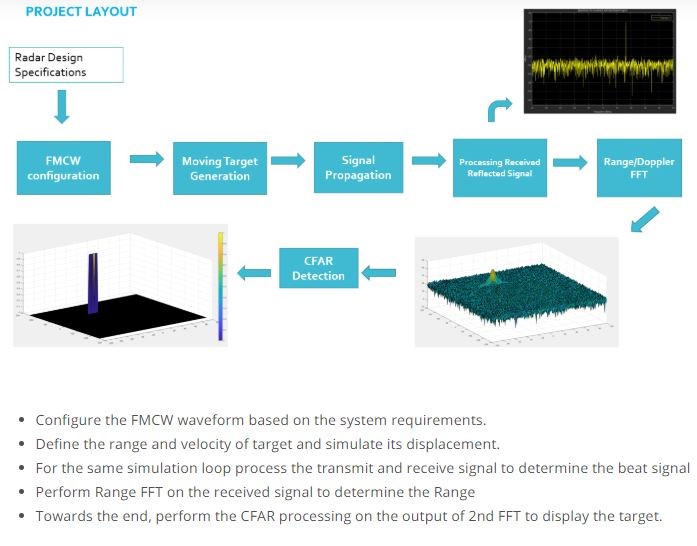 PROJECT LAYOUT
Radar Design
Specifications
FMCW
configuration
Moving Target
Generation
Signal
Propagation
Processing Received
Reflected Signal
Range/Doppler
FFT
CFAR
Detection
• Configure the FMCW waveform based on the system requirements.
• Define the range and velocity of target and simulate its displacement.
• For the same simulation loop process the transmit and receive signal to determine the beat signal
• Perform Range FFT on the received signal to determine the Range
• Towards the end, perform the CFAR processing on the output of 2nd FFT to display the target.